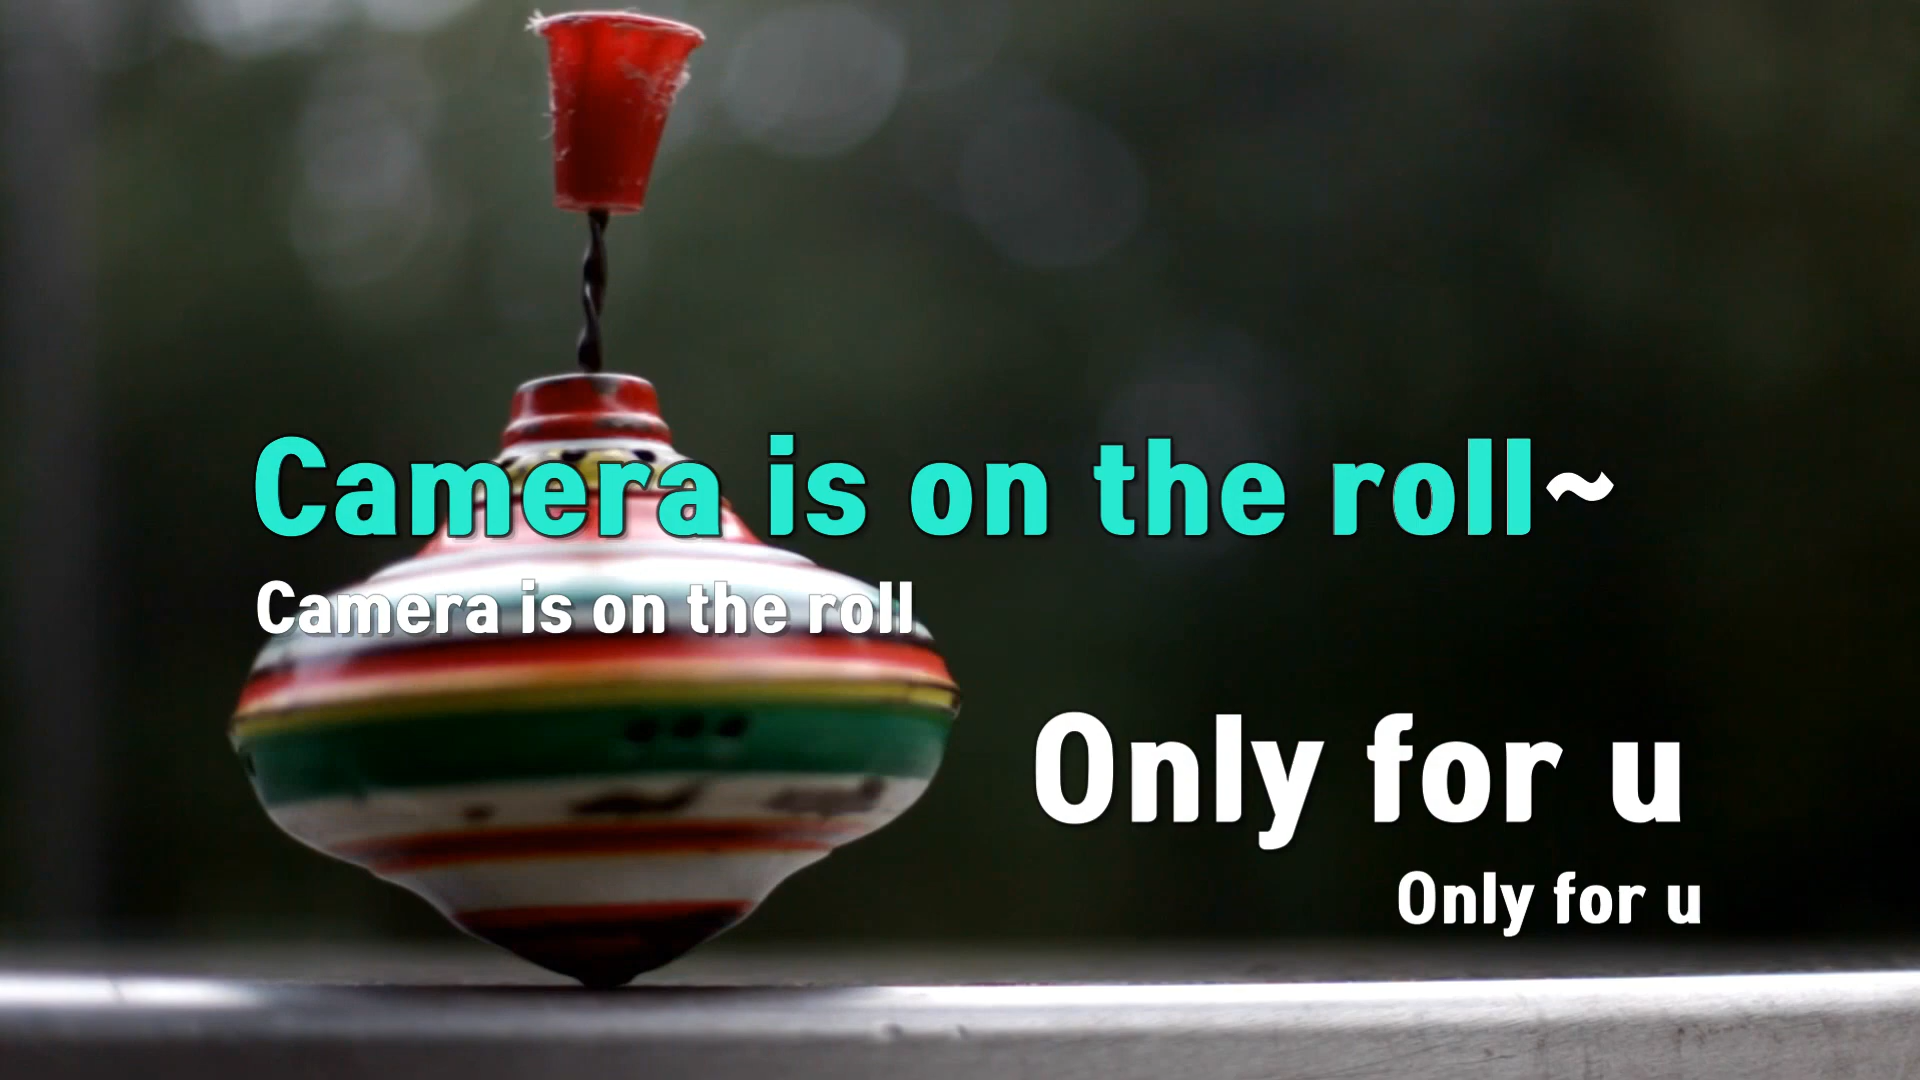 Camera is on the roll~
Camera is on the roll
Only for u
Only for u